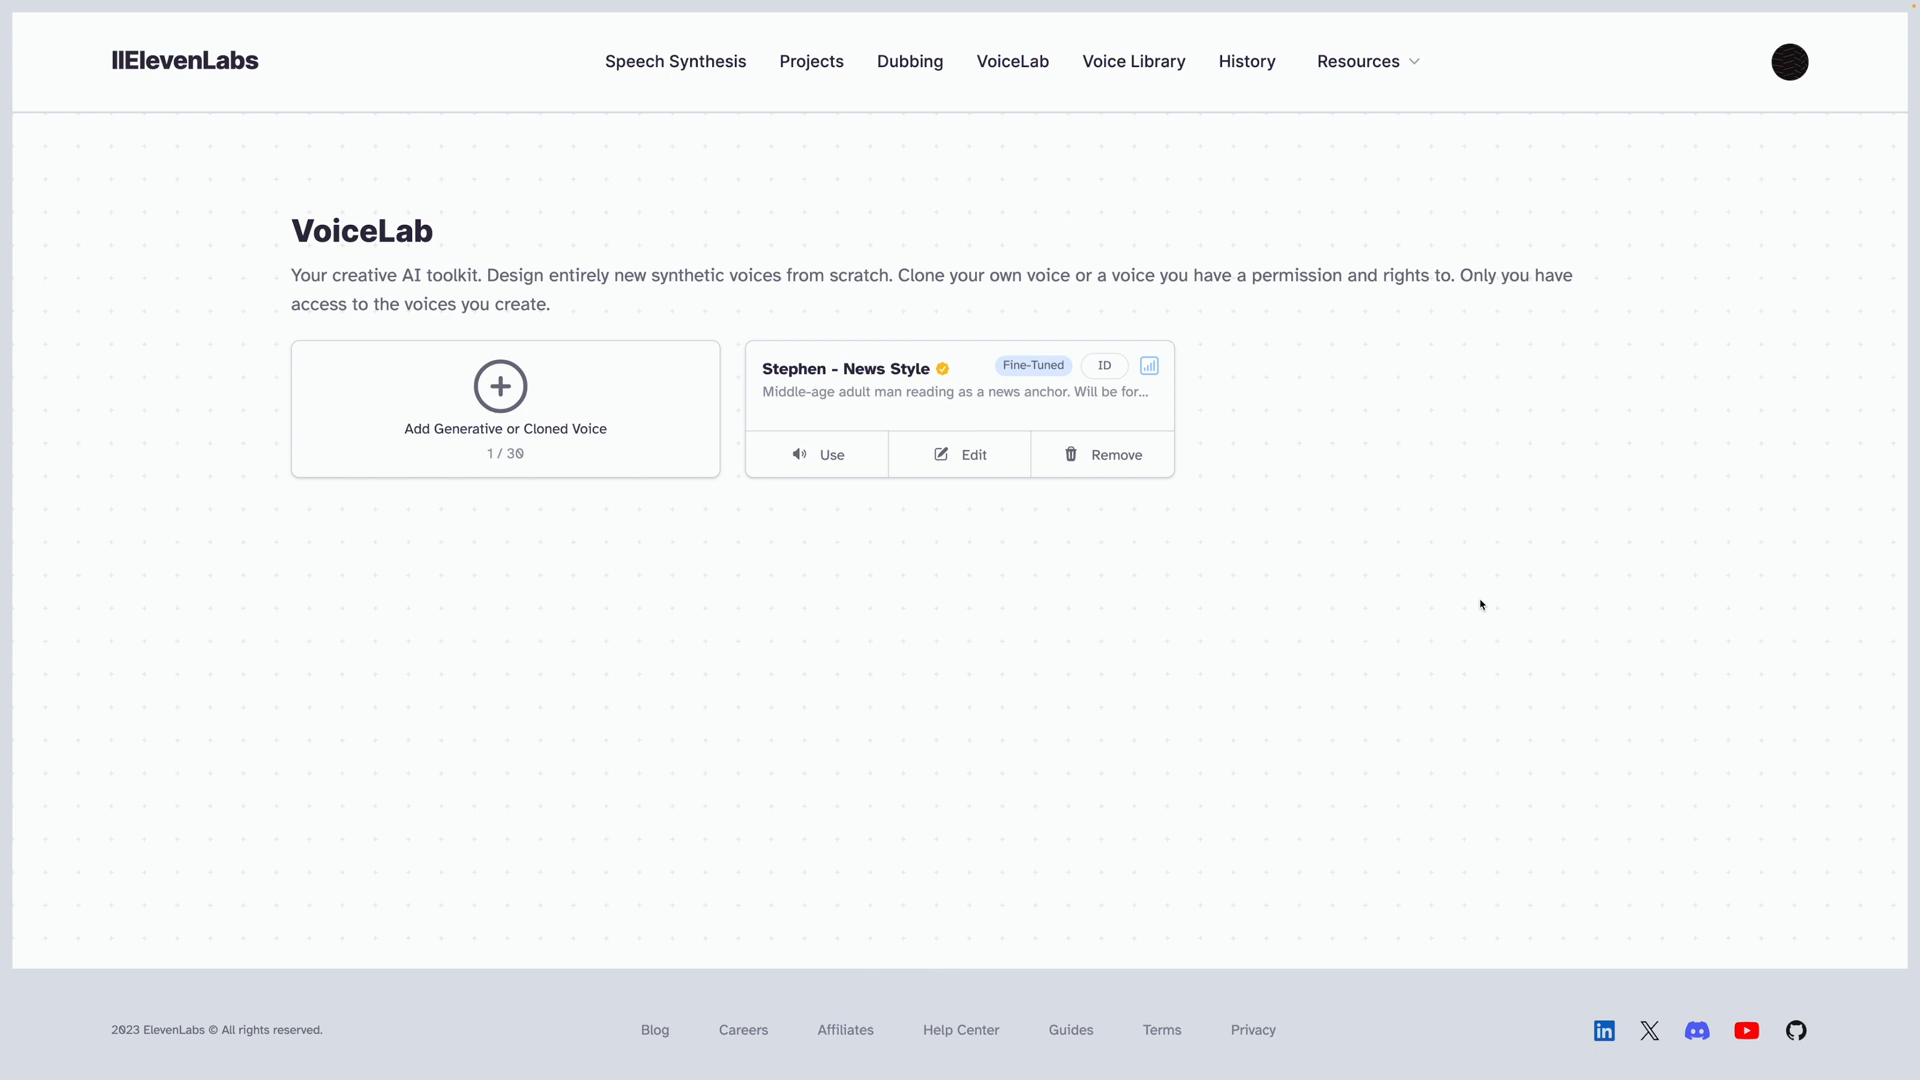 IIElevenLabs
Speech Synthesis
Projects
Dubbing
VoiceLab
Voice Library
History
Resources
VoiceLab
Your creative AI toolkit. Design entirely new synthetic voices from scratch. Clone your own voice or a voice you have a permission and rights to. Only you have
access to the voices you create.
Add Generative or Cloned Voice
1 / 30
Stephen - News Style
Fine-Tuned
ID
Middle-age adult man reading as a news anchor. Will be for...
Use
Edit
Remove
2023 ElevenLabs © All rights reserved.
Blog
Careers
Affiliates
Help Center
Guides
Terms
Privacy
in
X